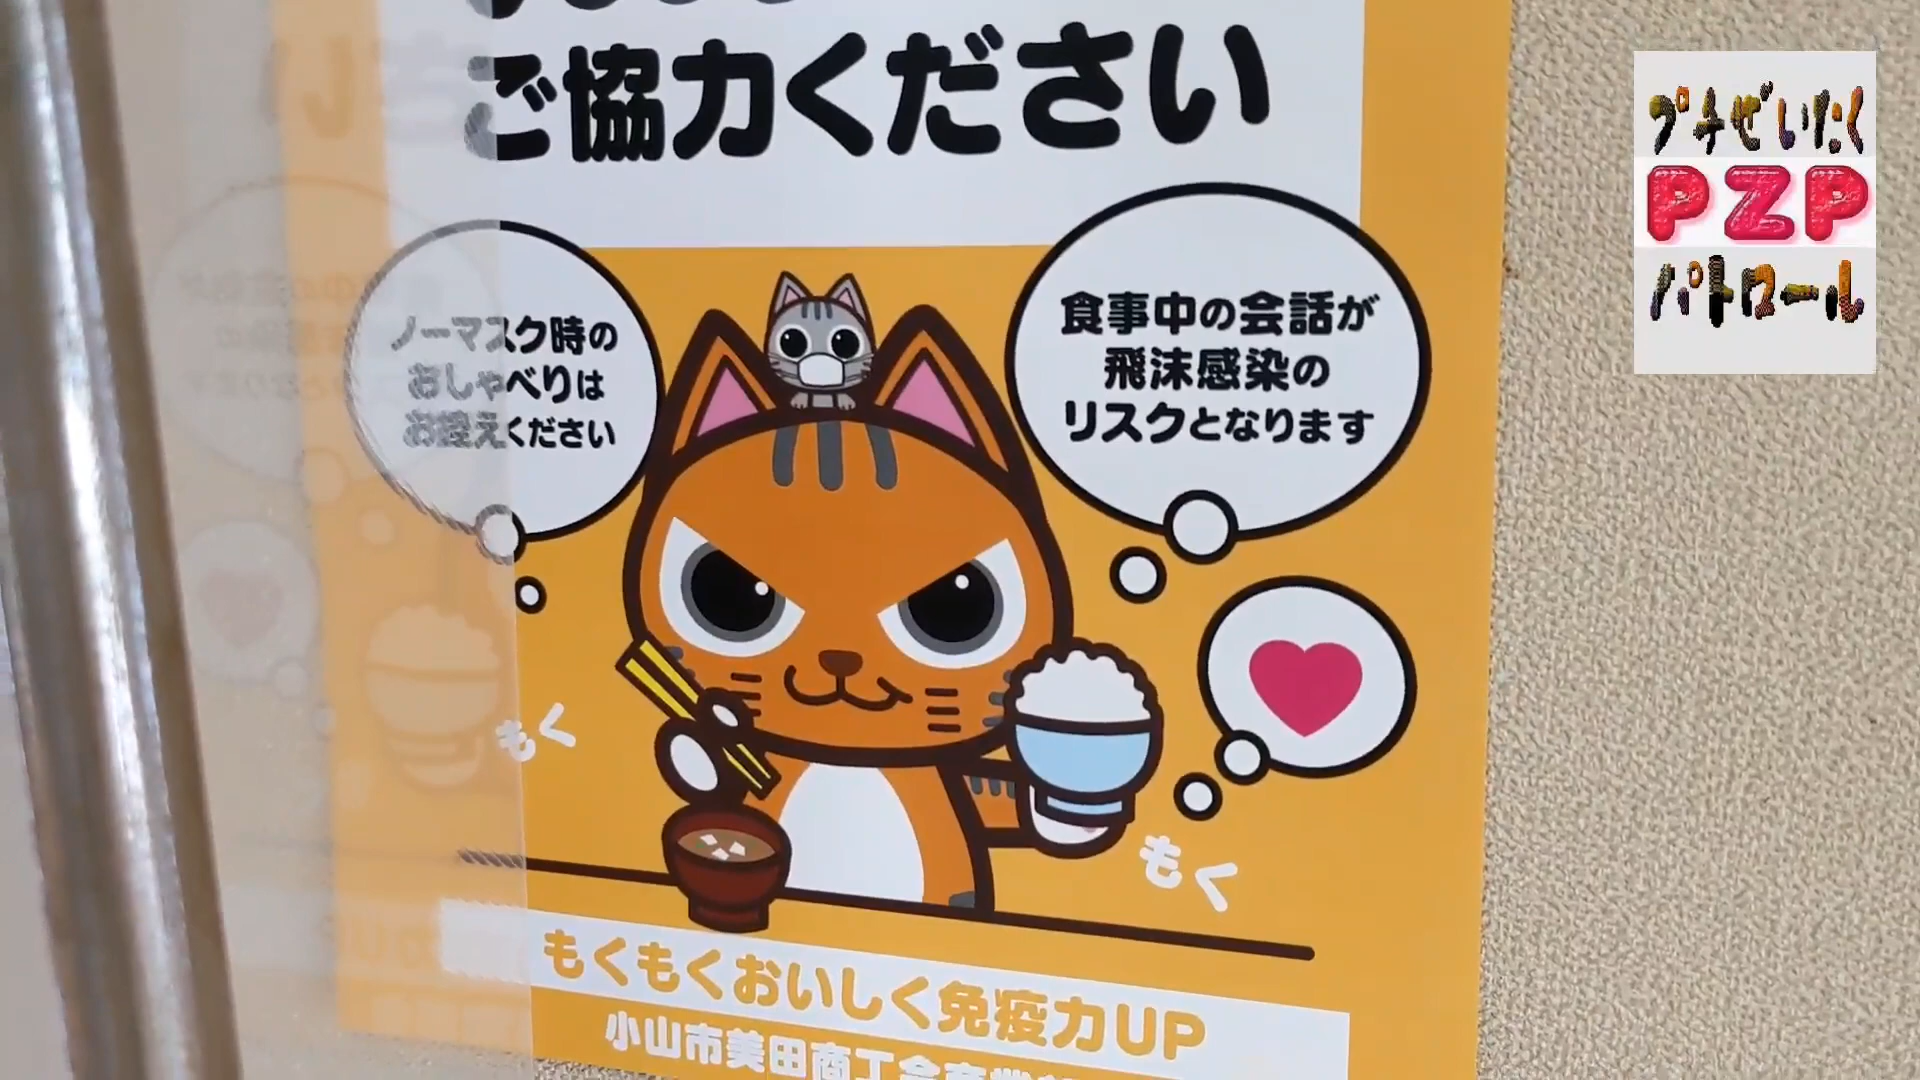 ご協力ください
ノーマスク時の
おしゃべりは
お控えください
食事中の会話が
飛沫感染の
リスクとなります
もく
もく
もくもくおいしく免疫力UP
小山市美田商工会
プチぜいたく
PZP
パトロール